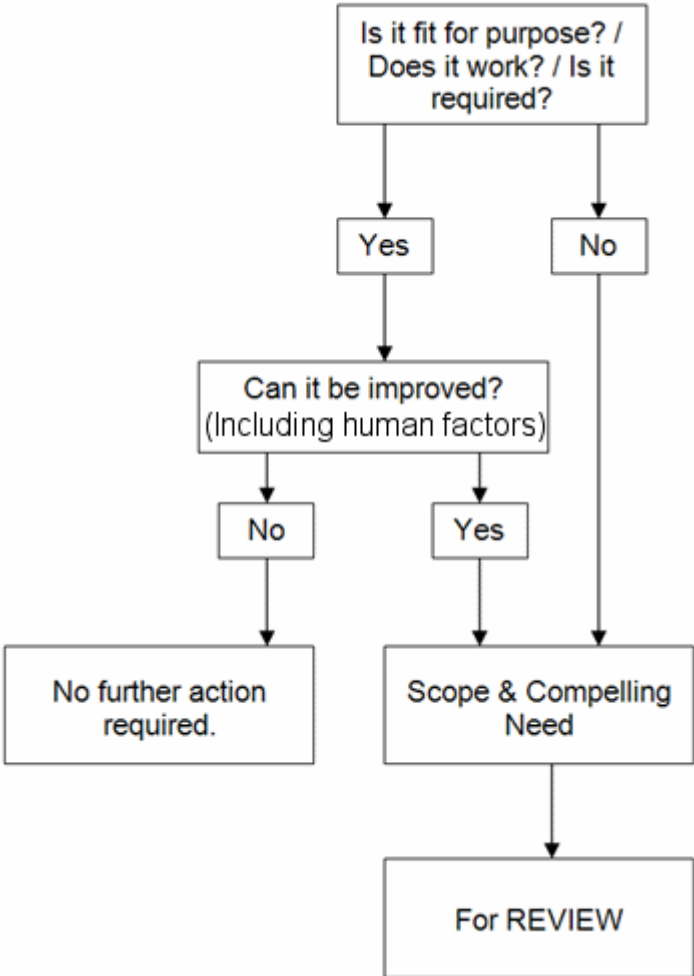 Is it fit for purpose? /
Does it work? / Is it
required?
Yes
No
Can it be improved?
(Including human factors)
No
Yes
No further action
required.
Scope & Compelling
Need
For REVIEW